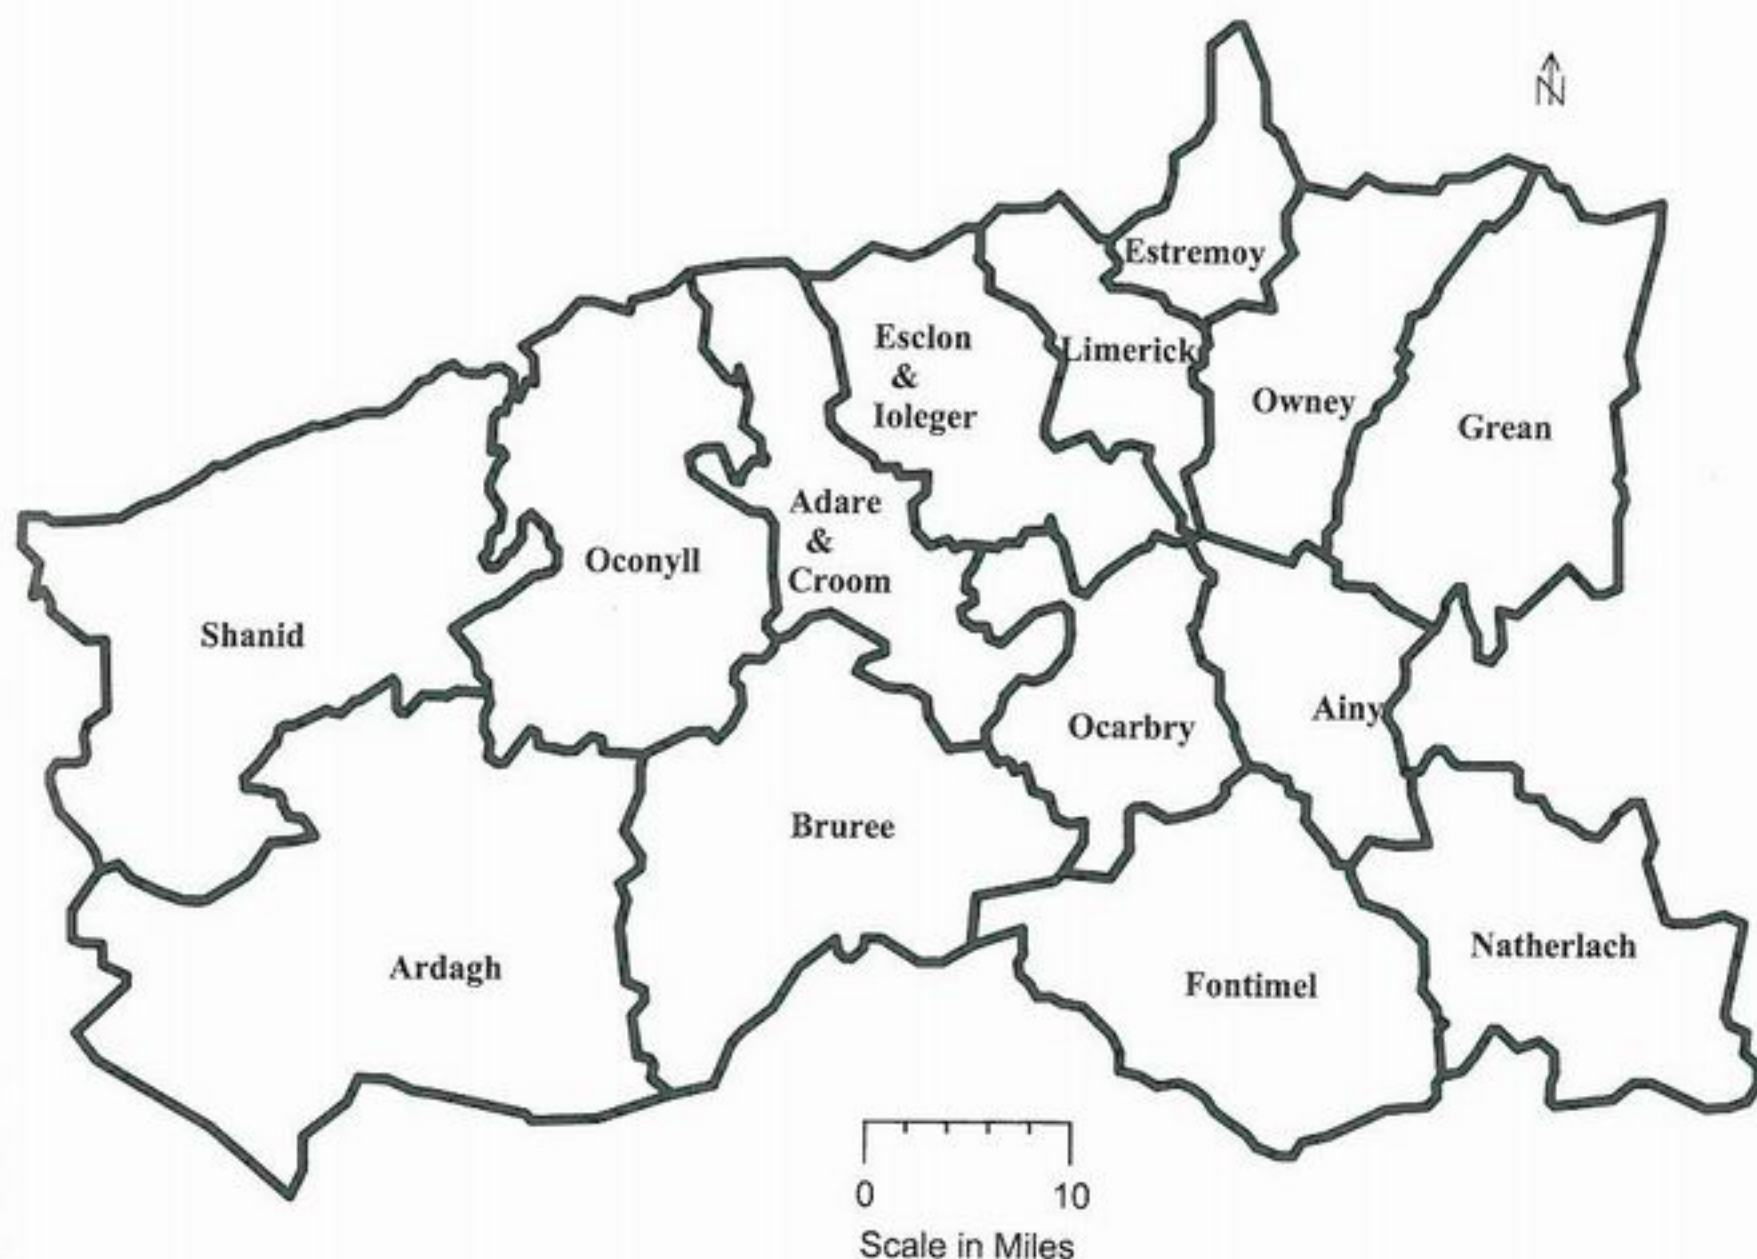 N
Estremoy
Esclon
&
Ioleger
Limerick
Owney
Grean
Adare
&
Croom
Oconyll
Shanid
Ainy
Ocarbry
Bruree
Ardagh
Natherlach
Fontimel
0 10
Scale in Miles